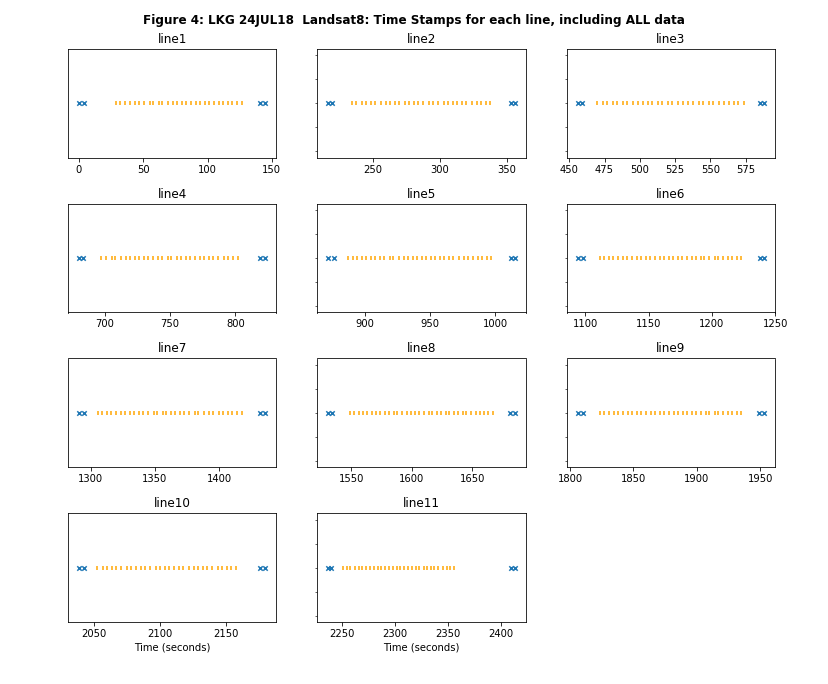 Figure 4: LKG 24JUL18  Landsat8: Time Stamps for each line, including ALL data
line1
line2
line3
0 50 100 150
250 300 350
450 475 500 525 550 575
line4
line5
line6
700 750 800
900 950 1000
1100 1150 1200 1250
line7
line8
line9
1300 1350 1400
1550 1600 1650
1800 1850 1900 1950
line10
line11
2050 2100 2150
2250 2300 2350 2400
Time (seconds)
Time (seconds)